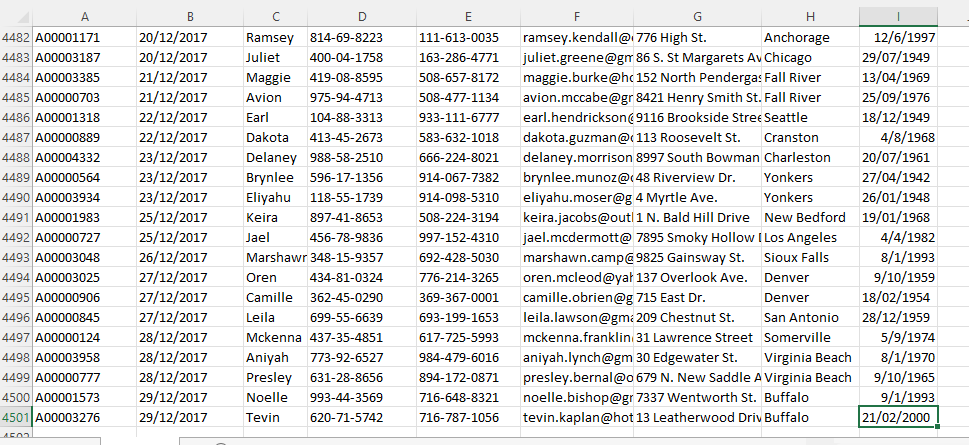 A B C D E F G H I
4482 A00001171 20/12/2017 Ramsey 814-69-8223 111-613-0035 ramsey.kendall@ 776 High St. Anchorage 12/6/1997
4483 A00003187 20/12/2017 Juliet 400-04-1758 163-286-4771 juliet.greene@gm 86 S. St Margarets Av Chicago 29/07/1949
4484 A00003385 21/12/2017 Maggie 419-08-8595 508-657-8172 maggie.burke@ho 152 North Pendergas Fall River 13/04/1969
4485 A00000703 21/12/2017 Avion 975-94-4713 508-477-1134 avion.mccabe@gr 8421 Henry Smith St. Fall River 25/09/1976
4486 A00001318 22/12/2017 Earl 104-88-3313 933-111-6777 earl.hendrickson@ 9116 Brookside Stree Seattle 18/12/1949
4487 A00000889 22/12/2017 Dakota 413-45-2673 583-632-1018 dakota.guzman@ 113 Roosevelt St. Cranston 4/8/1968
4488 A00004332 23/12/2017 Delaney 988-58-2510 666-224-8021 delaney.morrison 8997 South Bowman Charleston 20/07/1961
4489 A00000564 23/12/2017 Brynlee 596-17-1356 914-067-7382 brynlee.munoz@ 48 Riverview Dr. Yonkers 27/04/1942
4490 A00003934 23/12/2017 Eliyahu 118-55-1739 914-098-5310 eliyahu.moser@g 4 Myrtle Ave. Yonkers 26/01/1948
4491 A00001983 25/12/2017 Keira 897-41-8653 508-224-3194 keira.jacobs@outl 1 N. Bald Hill Drive New Bedford 19/01/1968
4492 A00000727 25/12/2017 Jael 456-78-9836 997-152-4310 jael.mcdermott@ 7895 Smoky Hollow Los Angeles 4/4/1982
4493 A00003048 26/12/2017 Marshawn 348-15-9357 692-428-5030 marshawn.camp@ 9825 Gainsway St. Sioux Falls 8/1/1993
4494 A00003025 27/12/2017 Oren 434-81-0324 776-214-3265 oren.mcleod@yah 137 Overlook Ave. Denver 9/10/1959
4495 A00000906 27/12/2017 Camille 362-45-0290 369-367-0001 camille.obrien@g 715 East Dr. Denver 18/02/1954
4496 A00000845 27/12/2017 Leila 699-55-6639 693-199-1653 leila.lawson@gma 209 Chestnut St. San Antonio 28/12/1959
4497 A00000124 28/12/2017 Mckenna 437-35-4851 617-725-5993 mckenna.franklin 31 Lawrence Street Somerville 5/9/1974
4498 A00003958 28/12/2017 Aniyah 773-92-6527 984-479-6016 aniyah.lynch@gm 30 Edgewater St. Virginia Beach 8/1/1970
4499 A00000777 28/12/2017 Presley 631-28-8656 894-172-0871 presley.bernal@o 679 N. New Saddle A Virginia Beach 9/10/1965
4500 A00001573 29/12/2017 Noelle 993-44-3569 716-648-8321 noelle.bishop@gr 7337 Wentworth St. Buffalo 9/1/1993
4501 A00003276 29/12/2017 Tevin 620-71-5742 716-787-1056 tevin.kaplan@hot 13 Leatherwood Driv Buffalo 21/02/2000